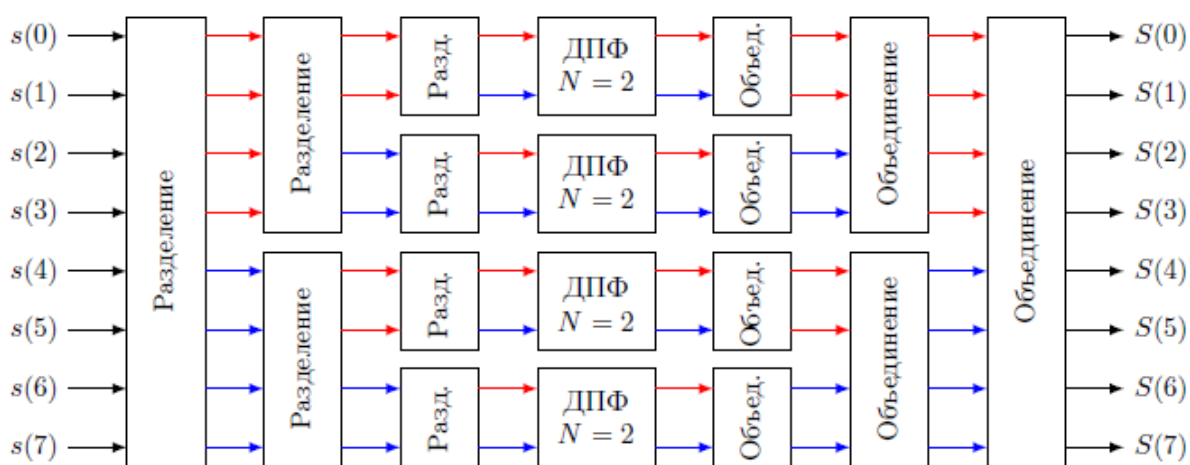 s(0)
s(1)
s(2)
s(3)
s(4)
s(5)
s(6)
s(7)
Разделение
Разделение
Разделение
Разд.
Разд.
Разд.
Разд.
ДПФ
N = 2
ДПФ
N = 2
ДПФ
N = 2
ДПФ
N = 2
Объед.
Объед.
Объед.
Объед.
Объединение
Объединение
Объединение
S(0)
S(1)
S(2)
S(3)
S(4)
S(5)
S(6)
S(7)